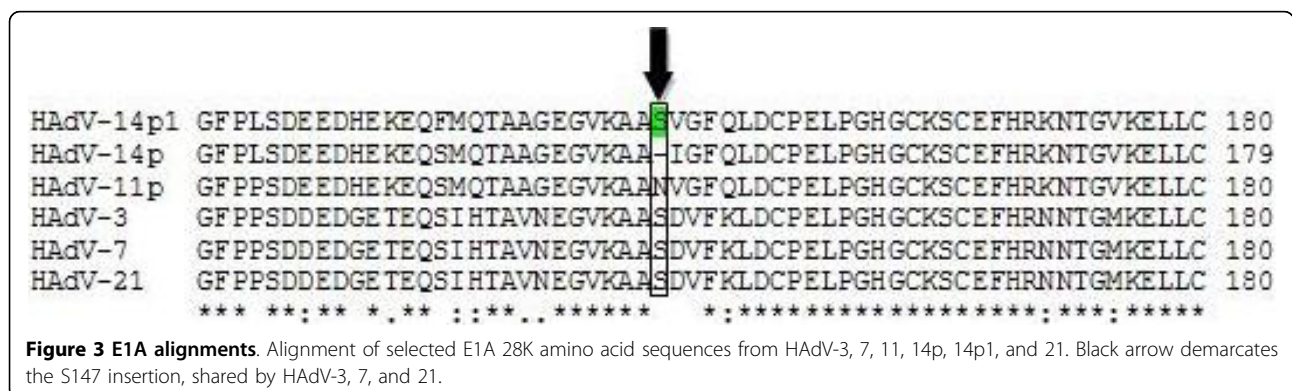 HAdV-14p1 GFPLSDEEDHEKEQFMQTAAGEGVKAASVGFQLDCPELPGHGCKSCEFHRKNTGVKELLC 180
HAdV-14p GFPLSDEEDHEKEQSMQTAAGEGVKAA-IGFQLDCPELPGHGCKSCEFHRKNTGVKELLC 179
HAdV-11p GFPPSDEEDHEKEQSMQTAAGEGVKAANVGFQLDCPELPGHGCKSCEFHRKNTGVKELLC 180
HAdV-3 GFPPSDDEDGETEQSIHTAVNEGVKAASDVFKLDCPELPGHGCKSCEFHRNNTGMKELLC 180
HAdV-7 GFPPSDDEDGETEQSIHTAVNEGVKAASDVFKLDCPELPGHGCKSCEFHRNNTGMKELLC 180
HAdV-21 GFPPSDDEDGETEQSIHTAVNEGVKAASDVFKLDCPELPGHGCKSCEFHRNNTGMKELLC 180
*** **:** *.** ::**..****** *:******************:***:*****
Figure 3 E1A alignments. Alignment of selected E1A 28K amino acid sequences from HAdV-3, 7, 11, 14p, 14p1, and 21. Black arrow demarcates
the S147 insertion, shared by HAdV-3, 7, and 21.